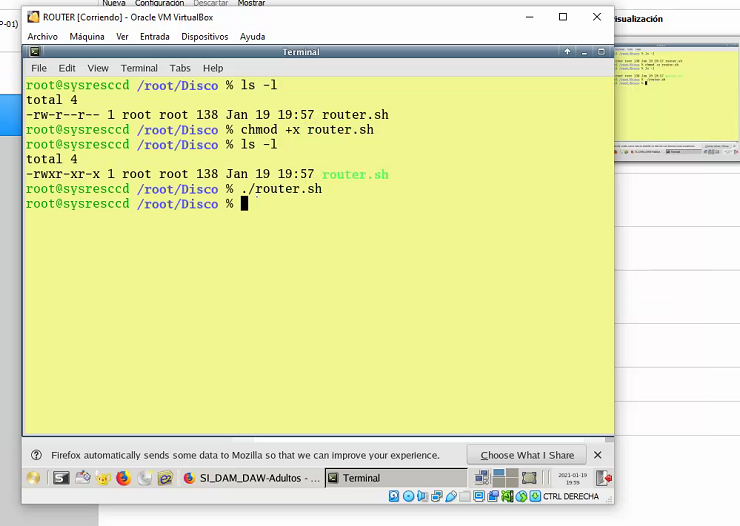 Nueva Configuración Descartar Mostrar
P-01)
isualización
ROUTER [Corriendo] - Oracle VM VirtualBox
Archivo Máquina Ver Entrada Dispositivos Ayuda
Terminal
File Edit View Terminal Tabs Help
root@sysresccd /root/Disco % ls -l
total 4
-rw-r--r-- 1 root root 138 Jan 19 19:57 router.sh
root@sysresccd /root/Disco % chmod +x router.sh
root@sysresccd /root/Disco % ls -l
total 4
-rwxr-xr-x 1 root root 138 Jan 19 19:57 router.sh
root@sysresccd /root/Disco % ./router.sh
root@sysresccd /root/Disco %
Firefox automatically sends some data to Mozilla so that we can improve your experience.
Choose What I Share
SI_DAM_DAW-Adultos - ...
Terminal
2021-01-19
19:59
CTRL DERECHA